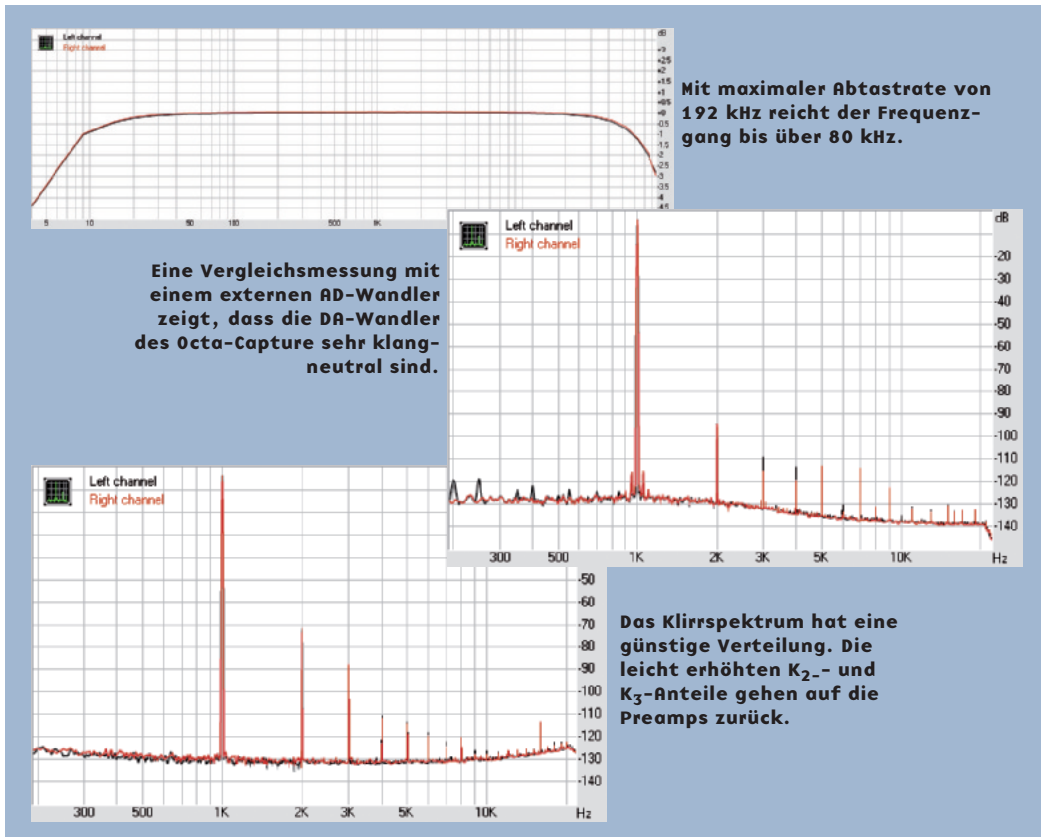 Left channel
Right channel
dB
+3
+25
+2
+1.5
+1
+0.5
+0
-0.5
-1
-1.5
-2
-2.5
-3
-3.5
-4
-4.5
5 10 50 100 500 1K
Mit maximaler Abtastrate von
192 kHz reicht der Frequenz-
gang bis über 80 kHz.
Left channel
Right channel
dB
-20
-30
-40
-50
-60
-70
-80
-90
-100
-110
-120
-130
-140
300 500 1K 2K 3K 5K 10K Hz
Eine Vergleichsmessung mit
einem externen AD-Wandler
zeigt, dass die DA-Wandler
des Octa-Capture sehr klang-
neutral sind.
Left channel
Right channel
-50
-60
-70
-80
-90
-100
-110
-120
-130
-140
300 500 1K 2K 3K 5K 10K Hz
Das Klirrspektrum hat eine
günstige Verteilung. Die
leicht erhöhten K2-- und
K3-Anteile gehen auf die
Preamps zurück.